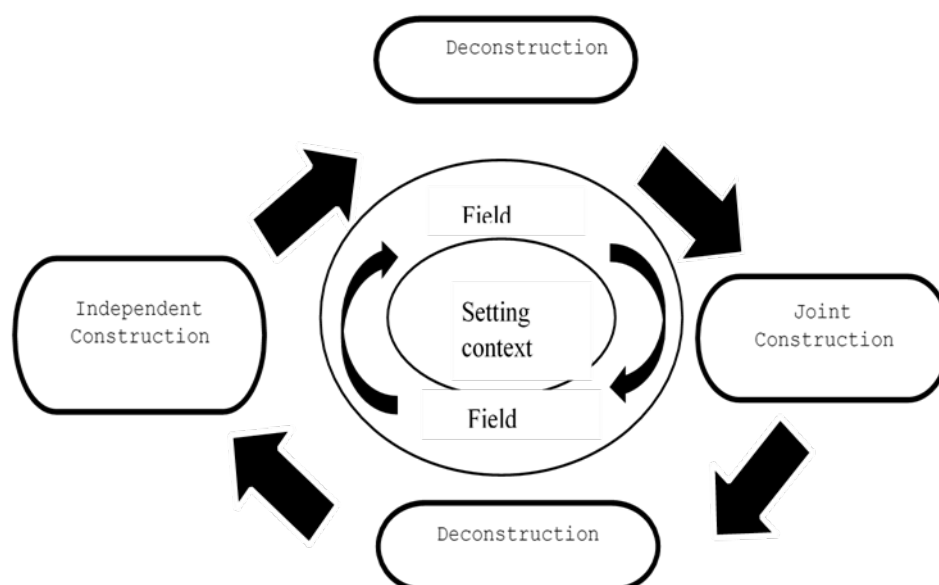 Deconstruction
Field
Independent
Construction
Setting
context
Joint
Construction
Field
Deconstruction